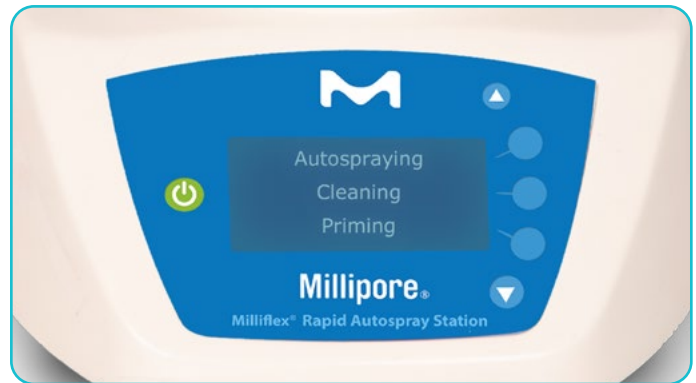 Autospraying
Cleaning
Priming
Millipore®
Milliflex® Rapid Autospray Station